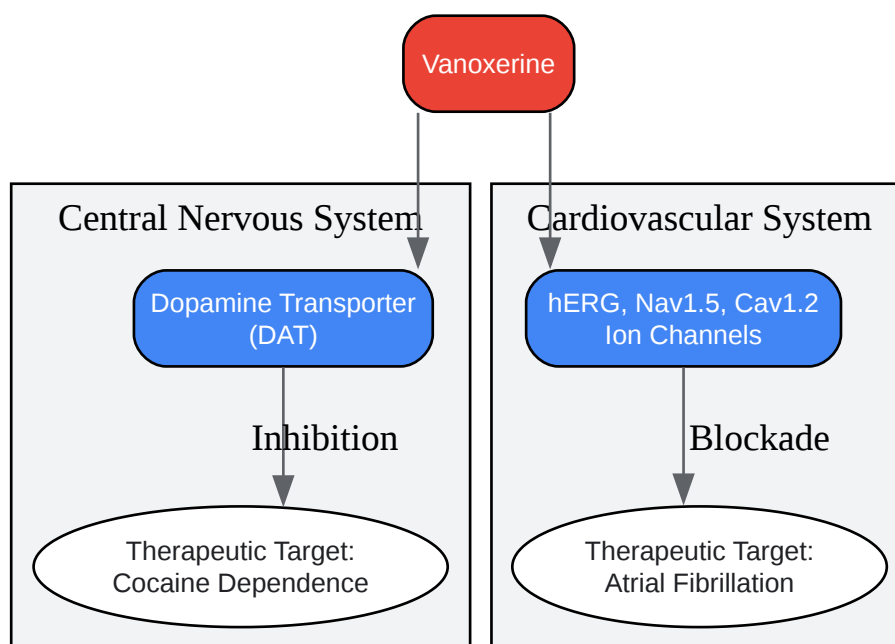 Vanoxerine
Central Nervous System
Cardiovascular System
Dopamine Transporter
(DAT)
hERG, Nav1.5, Cav1.2
Ion Channels
Inhibition
Blockade
Therapeutic Target:
Cocaine Dependence
Therapeutic Target:
Atrial Fibrillation